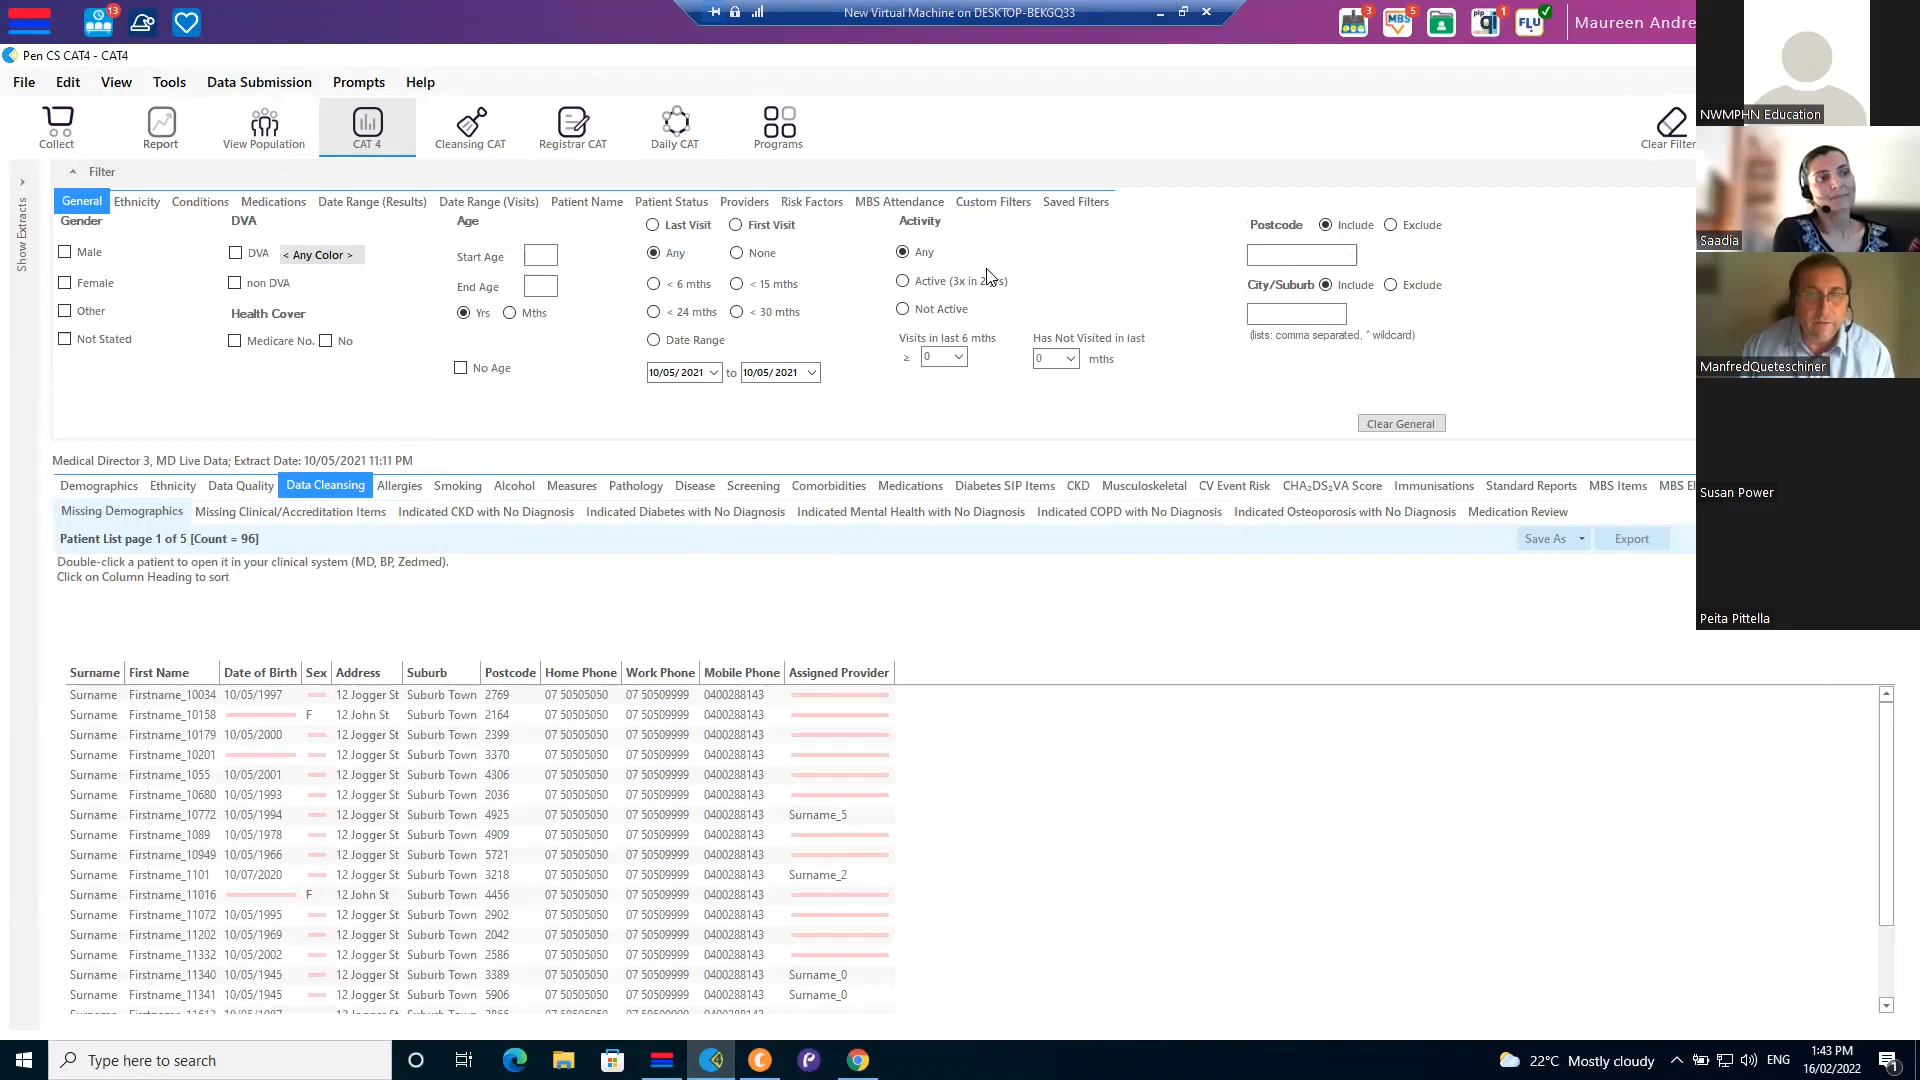 13
New Virtual Machine on DESKTOP-BEKGQ33
3 MBS 5 pip qi 1 FLU
Maureen Andre
Pen CS CAT4 - CAT4
File Edit View Tools Data Submission Prompts Help
Collect Report View Population CAT 4 Cleansing CAT Registrar CAT Daily CAT Programs Clear Filter
NWMPHN Education
Saadia
ManfredQueteschiner
Susan Power
Peita Pittella
Show Extracts
Filter
General Ethnicity Conditions Medications Date Range (Results) Date Range (Visits) Patient Name Patient Status Providers Risk Factors MBS Attendance Custom Filters Saved Filters
Gender DVA Age Last Visit First Visit Activity Postcode Include Exclude
Male DVA < Any Color > Start Age Any None Any
Female non DVA End Age < 6 mths < 15 mths Active (3x in 2 City/Suburb Include Exclude
Other Health Cover Yrs Mths < 24 mths < 30 mths Not Active
Not Stated Medicare No. No Date Range Visits in last 6 mths Has Not Visited in last (lists: comma separated, * wildcard)
≥ 0 0 mths
No Age 10/05/2021 to 10/05/2021
Clear General
Medical Director 3, MD Live Data; Extract Date: 10/05/2021 11:11 PM
Demographics Ethnicity Data Quality Data Cleansing Allergies Smoking Alcohol Measures Pathology Disease Screening Comorbidities Medications Diabetes SIP Items CKD Musculoskeletal CV Event Risk CHA₂DS₂VA Score Immunisations Standard Reports MBS Items MBS El
Missing Demographics Missing Clinical/Accreditation Items Indicated CKD with No Diagnosis Indicated Diabetes with No Diagnosis Indicated Mental Health with No Diagnosis Indicated COPD with No Diagnosis Indicated Osteoporosis with No Diagnosis Medication Review
Patient List page 1 of 5 [Count = 96] Save As Export
Double-click a patient to open it in your clinical system (MD, BP, Zedmed).
Click on Column Heading to sort
Surname First Name Date of Birth Sex Address Suburb Postcode Home Phone Work Phone Mobile Phone Assigned Provider
Surname Firstname_10034 10/05/1997 12 Jogger St Suburb Town 2769 07 50505050 07 50509999 0400288143
Surname Firstname_10158 F 12 John St Suburb Town 2164 07 50505050 07 50509999 0400288143
Surname Firstname_10179 10/05/2000 12 Jogger St Suburb Town 2399 07 50505050 07 50509999 0400288143
Surname Firstname_10201 12 Jogger St Suburb Town 3370 07 50505050 07 50509999 0400288143
Surname Firstname_1055 10/05/2001 12 Jogger St Suburb Town 4306 07 50505050 07 50509999 0400288143
Surname Firstname_10680 10/05/1993 12 Jogger St Suburb Town 2036 07 50505050 07 50509999 0400288143
Surname Firstname_10772 10/05/1994 12 Jogger St Suburb Town 4925 07 50505050 07 50509999 0400288143 Surname_5
Surname Firstname_1089 10/05/1978 12 Jogger St Suburb Town 4909 07 50505050 07 50509999 0400288143
Surname Firstname_10949 10/05/1966 12 Jogger St Suburb Town 5721 07 50505050 07 50509999 0400288143
Surname Firstname_1101 10/07/2020 12 Jogger St Suburb Town 3218 07 50505050 07 50509999 0400288143 Surname_2
Surname Firstname_11016 F 12 John St Suburb Town 4456 07 50505050 07 50509999 0400288143
Surname Firstname_11072 10/05/1995 12 Jogger St Suburb Town 2902 07 50505050 07 50509999 0400288143
Surname Firstname_11202 10/05/1969 12 Jogger St Suburb Town 2042 07 50505050 07 50509999 0400288143
Surname Firstname_11332 10/05/2002 12 Jogger St Suburb Town 2586 07 50505050 07 50509999 0400288143
Surname Firstname_11340 10/05/1945 12 Jogger St Suburb Town 3389 07 50505050 07 50509999 0400288143 Surname_0
Surname Firstname_11341 10/05/1945 12 Jogger St Suburb Town 5906 07 50505050 07 50509999 0400288143 Surname_0
Type here to search
22°C Mostly cloudy ENG 1:43 PM
16/02/2022 1